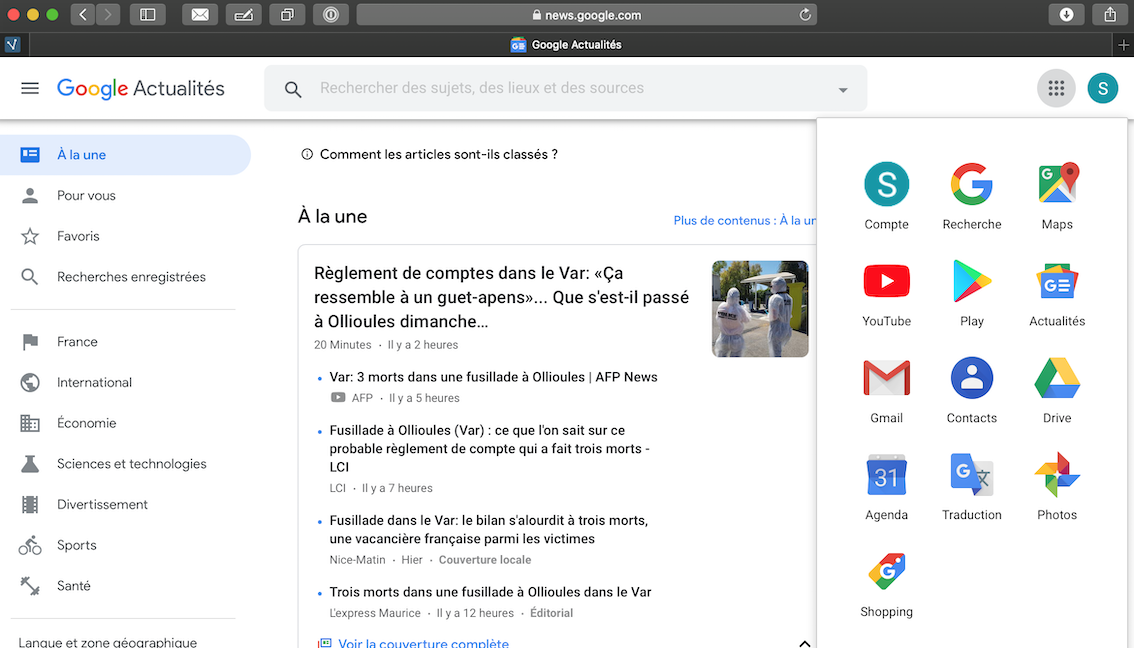 news.google.com
Google Actualités
Google Actualités
Rechercher des sujets, des lieux et des sources
S
À la une
Pour vous
Favoris
Recherches enregistrées
France
International
Économie
Sciences et technologies
Divertissement
Sports
Santé
Langue et zone géographique
Comment les articles sont-ils classés ?
À la une
Plus de contenus : À la un
Règlement de comptes dans le Var: «Ça
ressemble à un guet-apens»... Que s'est-il passé
à Ollioules dimanche…
20 Minutes · Il y a 2 heures
Var: 3 morts dans une fusillade à Ollioules | AFP News
AFP · Il y a 5 heures
Fusillade à Ollioules (Var) : ce que l'on sait sur ce
probable règlement de compte qui a fait trois morts -
LCI
LCI · Il y a 7 heures
Fusillade dans le Var: le bilan s'alourdit à trois morts,
une vacancière française parmi les victimes
Nice-Matin · Hier · Couverture locale
Trois morts dans une fusillade à Ollioules dans le Var
L'express Maurice · Il y a 12 heures · Éditorial
Voir la couverture complète
S
Compte
Recherche
G
Maps
YouTube
Play
GE
Actualités
Gmail
Contacts
Drive
31
Agenda
G
Traduction
Photos
G
Shopping